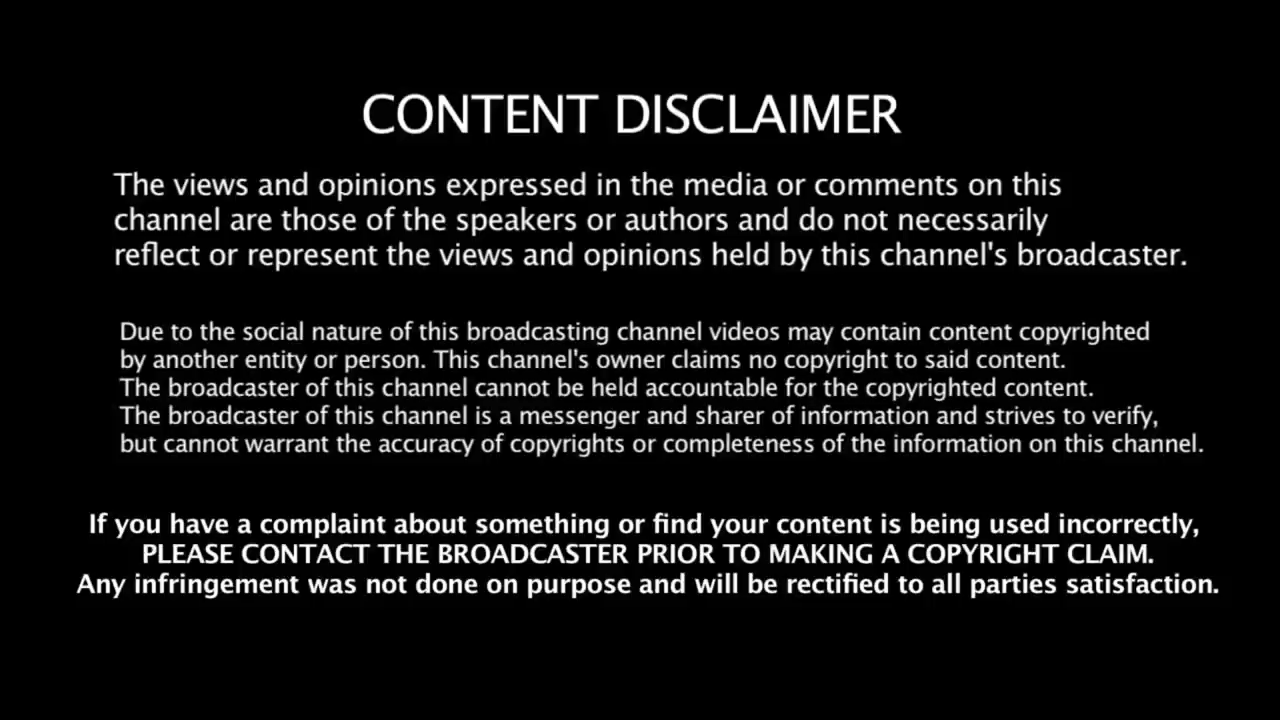 CONTENT DISCLAIMER
The views and opinions expressed in the media or comments on this
channel are those of the speakers or authors and do not necessarily
reflect or represent the views and opinions held by this channel's broadcaster.
Due to the social nature of this broadcasting channel videos may contain content copyrighted
by another entity or person. This channel's owner claims no copyright to said content.
The broadcaster of this channel cannot be held accountable for the copyrighted content.
The broadcaster of this channel is a messenger and sharer of information and strives to verify,
but cannot warrant the accuracy of copyrights or completeness of the information on this channel.
If you have a complaint about something or find your content is being used incorrectly,
PLEASE CONTACT THE BROADCASTER PRIOR TO MAKING A COPYRIGHT CLAIM.
Any infringement was not done on purpose and will be rectified to all parties satisfaction.